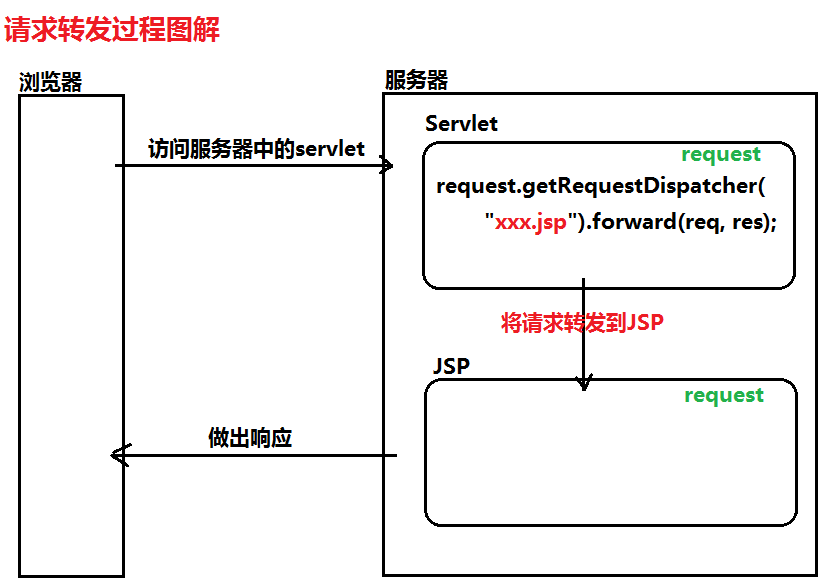 请求转发过程图解
浏览器
服务器
Servlet
访问服务器中的servlet
request
request.getRequestDispatcher(
"xxx.jsp").forward(req, res);
将请求转发到JSP
JSP
request
做出响应